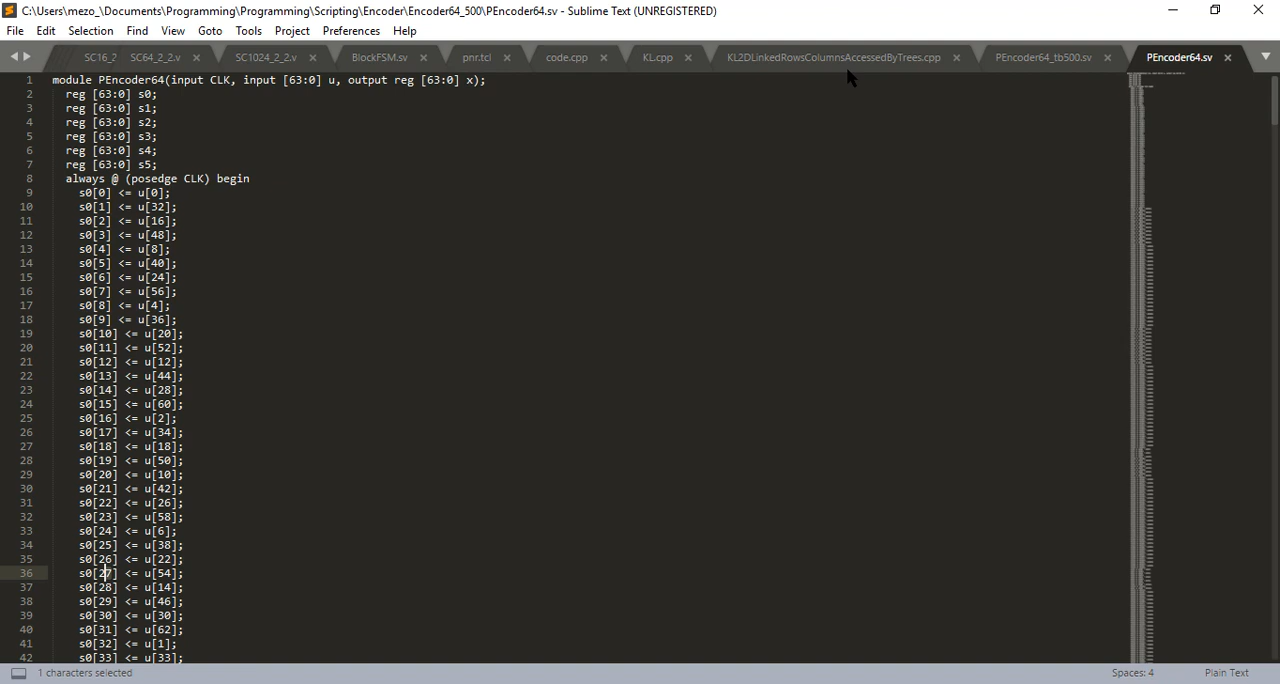 C:\Users\mezo_\Documents\Programming\Programming\Scripting\Encoder\Encoder64_500\PEncoder64.sv - Sublime Text (UNREGISTERED)
File Edit Selection Find View Goto Tools Project Preferences Help
SC16_2 SC64_2_2.v SC1024_2_2.v BlockFSM.sv pnr.tcl code.cpp KL.cpp KL2DLinkedRowsColumnsAccessedByTrees.cpp PEncoder64_tb500.sv PEncoder64.sv
1 module PEncoder64(input CLK, input [63:0] u, output reg [63:0] x);
2 reg [63:0] s0;
3 reg [63:0] s1;
4 reg [63:0] s2;
5 reg [63:0] s3;
6 reg [63:0] s4;
7 reg [63:0] s5;
8 always @ (posedge CLK) begin
9 s0[0] <= u[0];
10 s0[1] <= u[32];
11 s0[2] <= u[16];
12 s0[3] <= u[48];
13 s0[4] <= u[8];
14 s0[5] <= u[40];
15 s0[6] <= u[24];
16 s0[7] <= u[56];
17 s0[8] <= u[4];
18 s0[9] <= u[36];
19 s0[10] <= u[20];
20 s0[11] <= u[52];
21 s0[12] <= u[12];
22 s0[13] <= u[44];
23 s0[14] <= u[28];
24 s0[15] <= u[60];
25 s0[16] <= u[2];
26 s0[17] <= u[34];
27 s0[18] <= u[18];
28 s0[19] <= u[50];
29 s0[20] <= u[10];
30 s0[21] <= u[42];
31 s0[22] <= u[26];
32 s0[23] <= u[58];
33 s0[24] <= u[6];
34 s0[25] <= u[38];
35 s0[26] <= u[22];
36 s0[27] <= u[54];
37 s0[28] <= u[14];
38 s0[29] <= u[46];
39 s0[30] <= u[30];
40 s0[31] <= u[62];
41 s0[32] <= u[1];
42 s0[33] <= u[33];
1 characters selected Spaces: 4 Plain Text